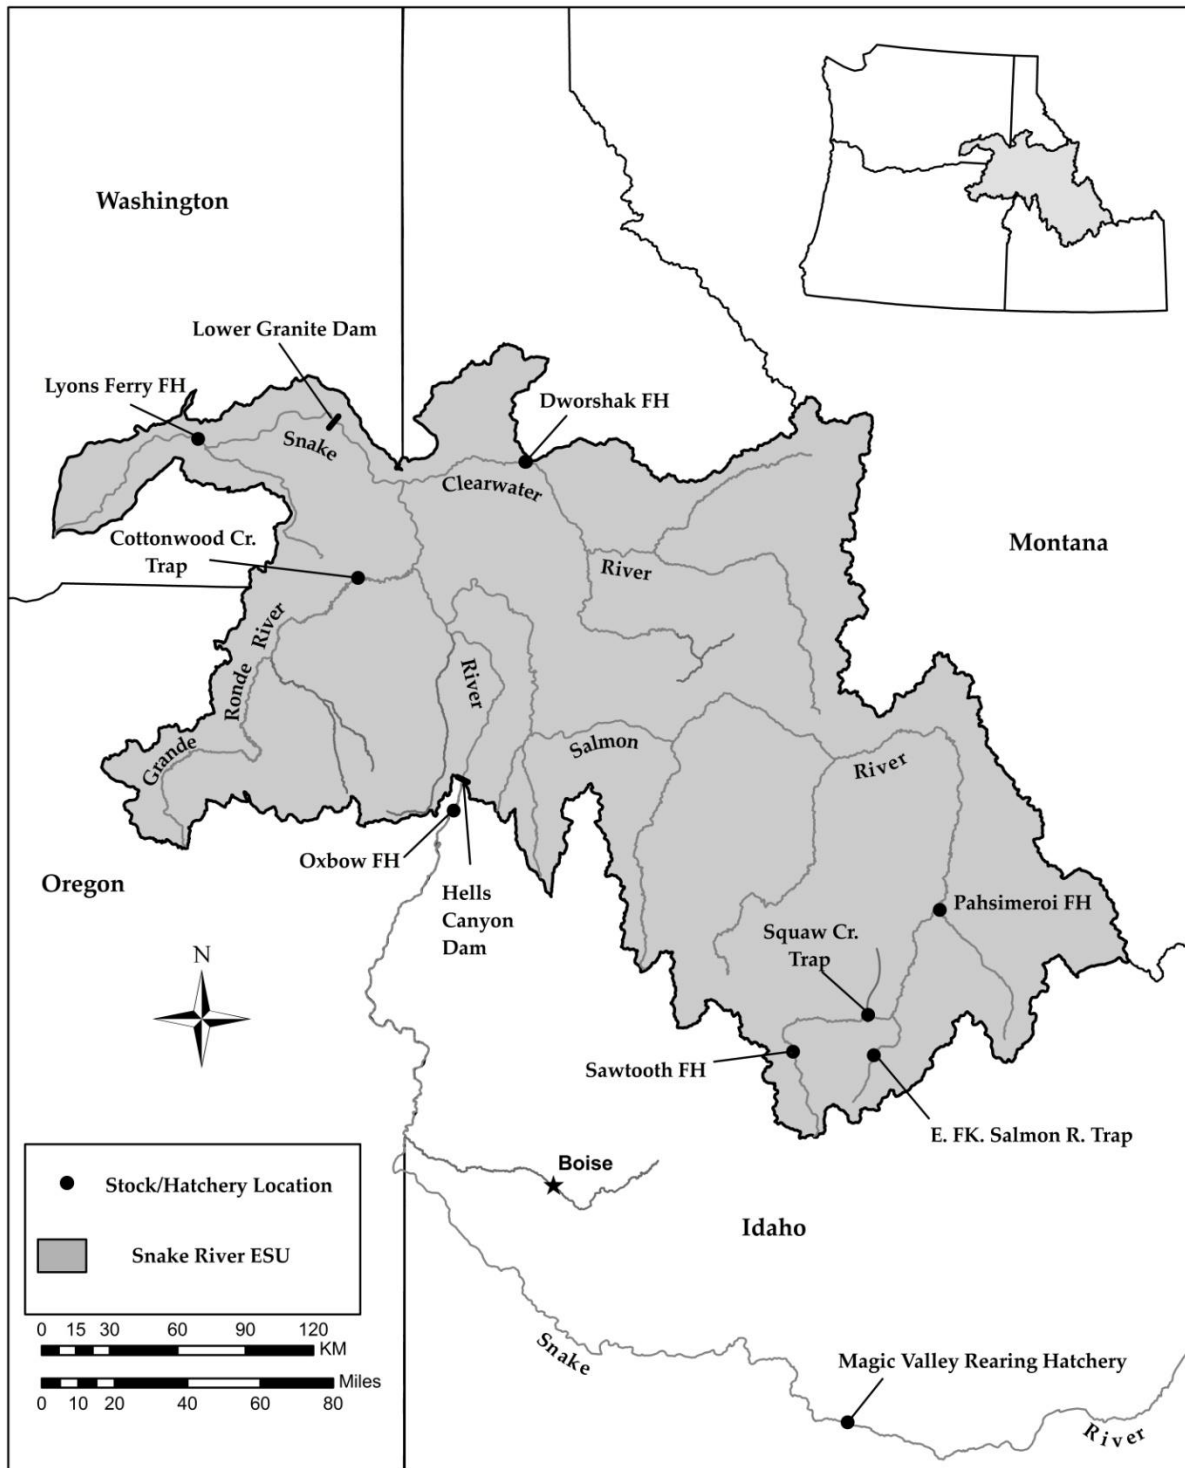 Washington
Lower Granite Dam
Lyons Ferry FH
Dworshak FH
Snake
Clearwater
Cottonwood Cr.
Trap
Montana
River
River
Ronde
River
Grande
Salmon
River
Oxbow FH
Oregon
Hells
Canyon
Dam
Pahsimeroi FH
Squaw Cr.
Trap
N
Sawtooth FH
E. FK. Salmon R. Trap
Boise
Stock/Hatchery Location
Idaho
Snake River ESU
0 15 30 60 90 120
KM
Miles
0 10 20 40 60 80
Snake
Magic Valley Rearing Hatchery
River